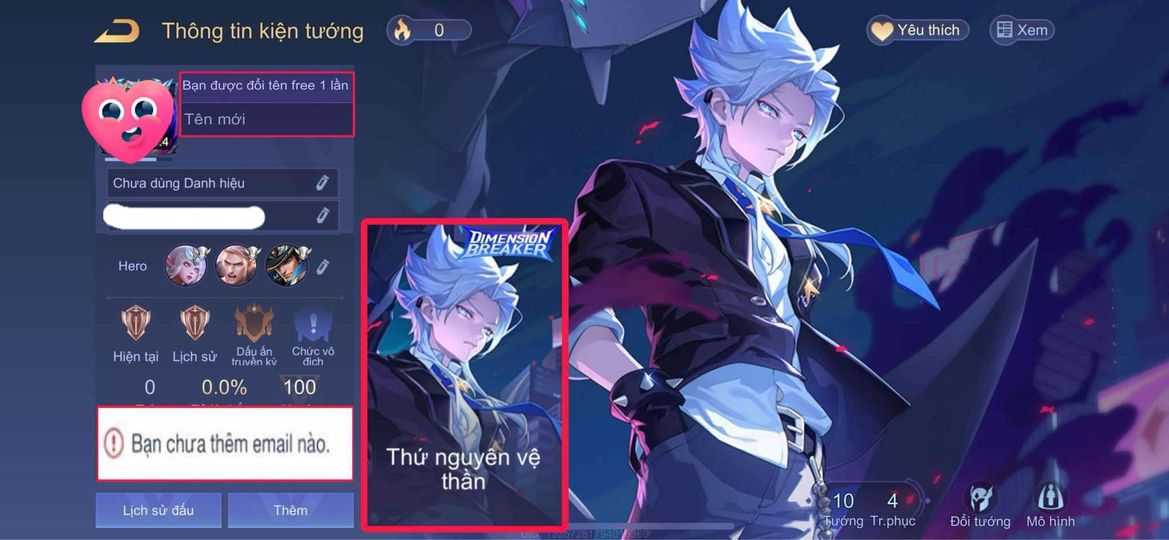 Thông tin kiện tướng
0
Yêu thích
Xem
Bạn được đổi tên free 1 lần
Tên mới
Chưa dùng Danh hiệu
Hero
Hiện tại
Lịch sử
Dấu ấn
truyền kỳ
Chức vô
địch
0
0.0%
100
Bạn chưa thêm email nào.
Lịch sử đấu
Thêm
DIMENSION
BREAKER
Thứ nguyên vệ
thần
10
4
Tướng
Tr.phục
Đổi tướng
Mô hình